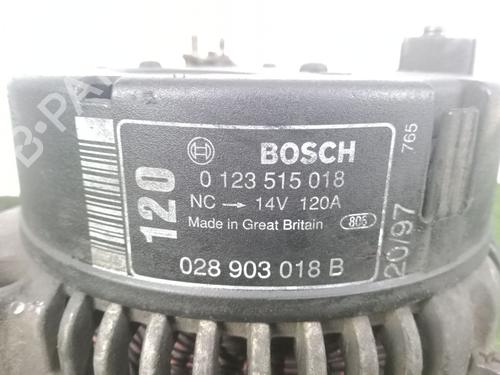 BOSCH
0 123 515 018
NC → 14V 120A
Made in Great Britain 805
028 903 018 B
120
765
20/97
B-PARTS